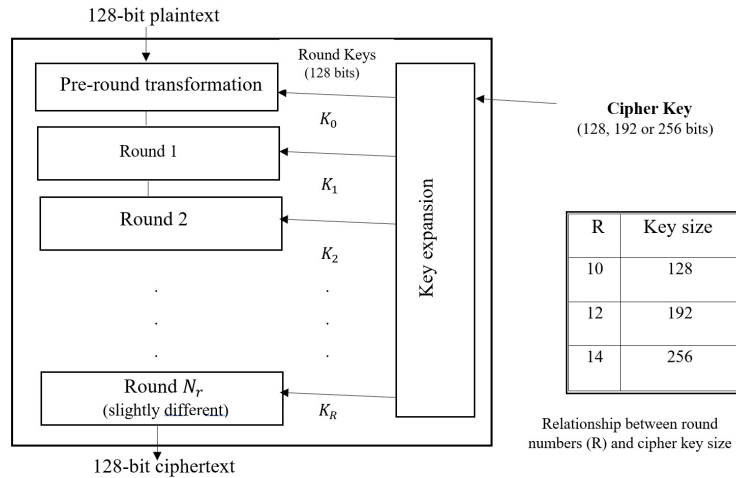 128-bit plaintext
Round Keys
(128 bits)
Pre-round transformation
K₀
Cipher Key
(128, 192 or 256 bits)
Round 1
K₁
Round 2
K₂
Key expansion
.
.
.
.
.
.
Round Nᵣ
(slightly different)
K_R
128-bit ciphertext
R Key size
10 128
12 192
14 256
Relationship between round
numbers (R) and cipher key size